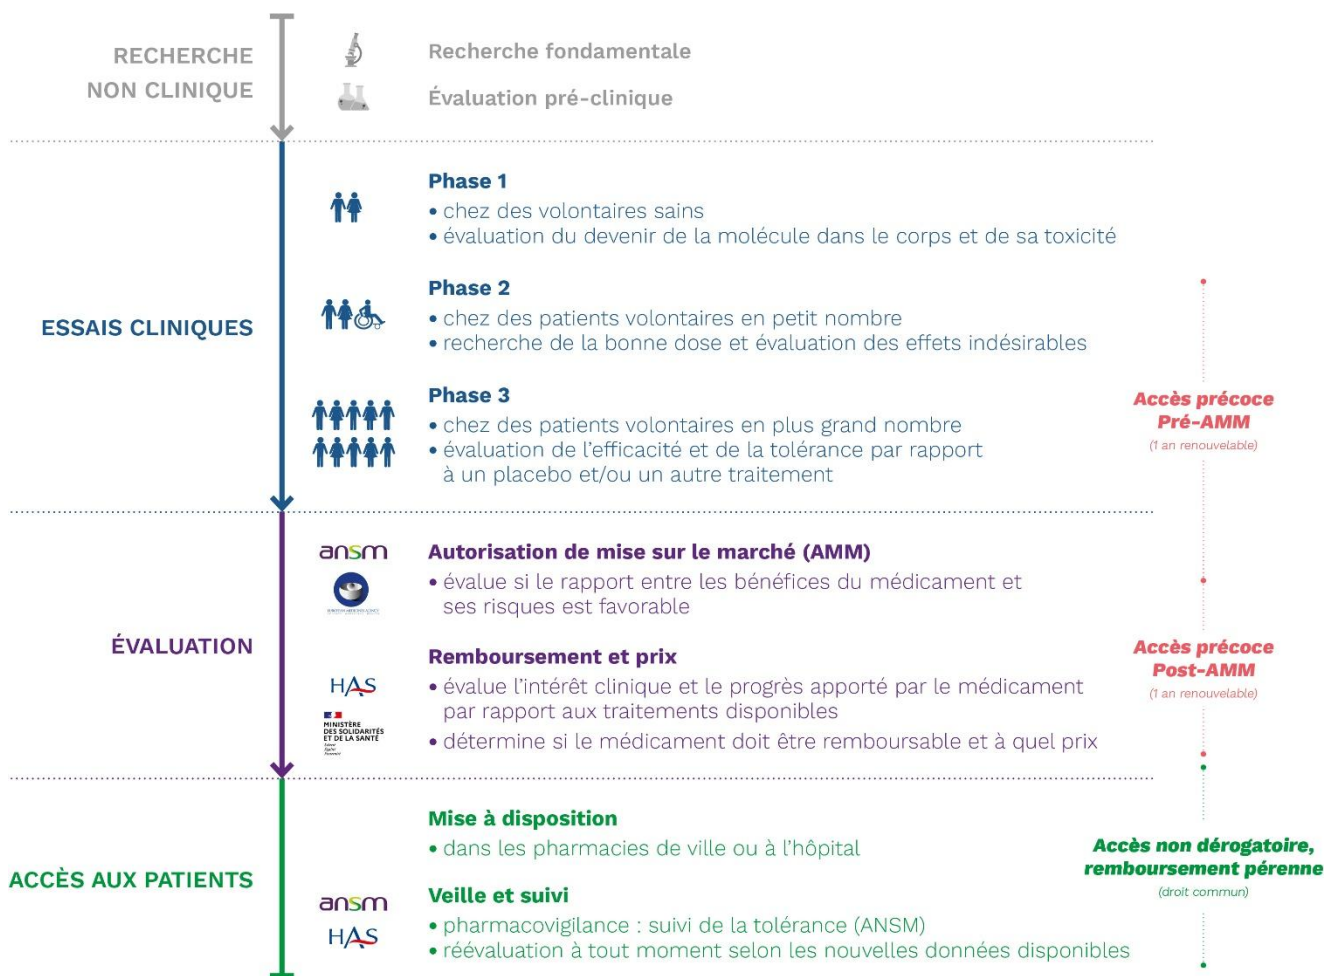 RECHERCHE
NON CLINIQUE
Recherche fondamentale
Évaluation pré-clinique
ESSAIS CLINIQUES
Phase 1
• chez des volontaires sains
• évaluation du devenir de la molécule dans le corps et de sa toxicité
Phase 2
• chez des patients volontaires en petit nombre
• recherche de la bonne dose et évaluation des effets indésirables
Phase 3
• chez des patients volontaires en plus grand nombre
• évaluation de l'efficacité et de la tolérance par rapport
à un placebo et/ou un autre traitement
Accès précoce
Pré-AMM
(1 an renouvelable)
ÉVALUATION
ansm
Autorisation de mise sur le marché (AMM)
• évalue si le rapport entre les bénéfices du médicament et
ses risques est favorable
EUROPEAN MEDICINES AGENCY
Remboursement et prix
HAS
• évalue l'intérêt clinique et le progrès apporté par le médicament
par rapport aux traitements disponibles
MINISTÈRE
DES SOLIDARITÉS
ET DE LA SANTÉ
Liberté
Égalité
Fraternité
• détermine si le médicament doit être remboursable et à quel prix
Accès précoce
Post-AMM
(1 an renouvelable)
ACCÈS AUX PATIENTS
Mise à disposition
• dans les pharmacies de ville ou à l'hôpital
ansm
HAS
Veille et suivi
• pharmacovigilance : suivi de la tolérance (ANSM)
• réévaluation à tout moment selon les nouvelles données disponibles
Accès non dérogatoire,
remboursement pérenne
(droit commun)